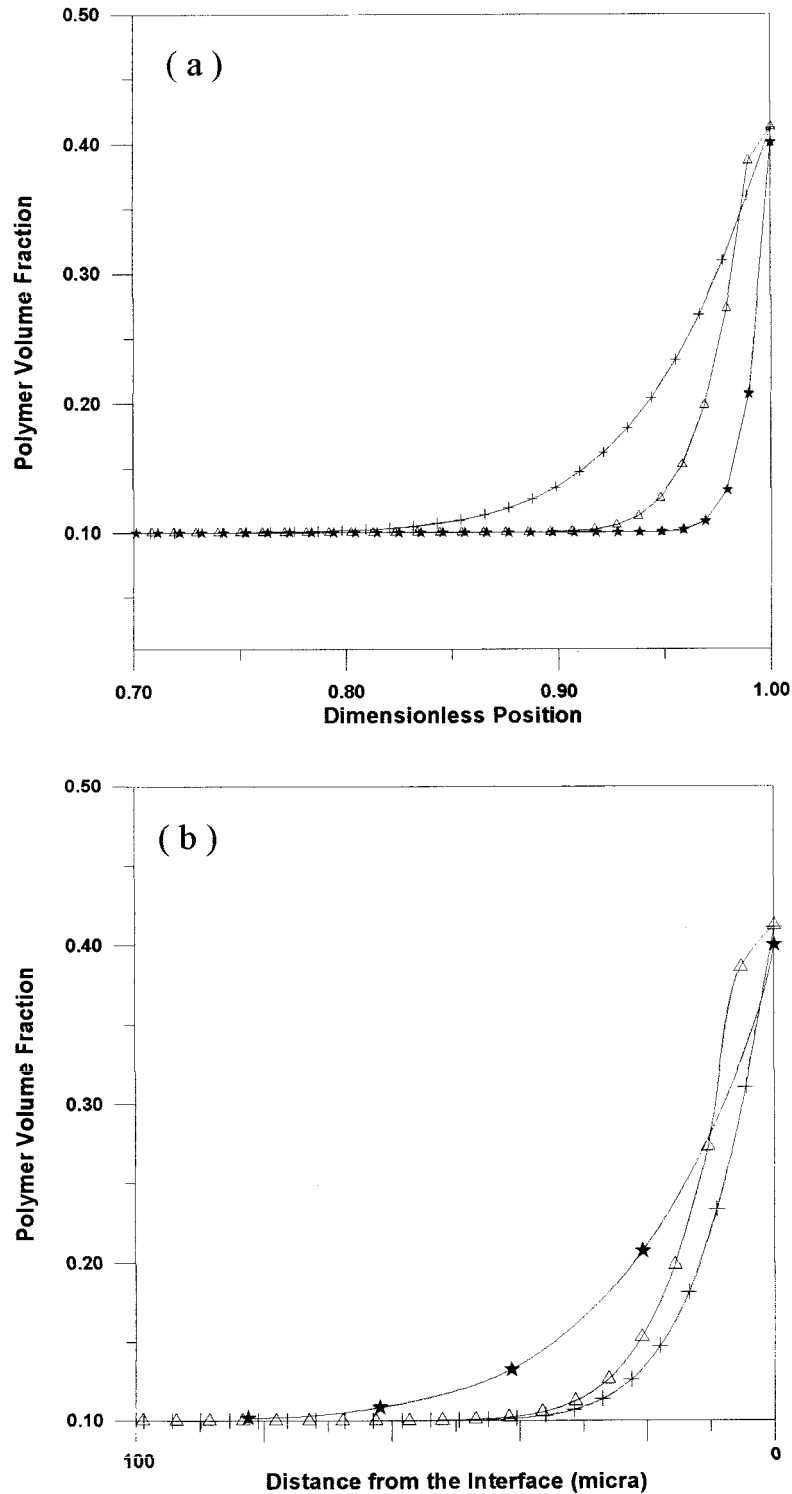 0.50
( a )
0.40
0.30
0.20
0.10
Polymer Volume Fraction
0.70
0.80
0.90
1.00
Dimensionless Position
0.50
( b )
0.40
0.30
0.20
0.10
Polymer Volume Fraction
100
0
Distance from the Interface (micra)